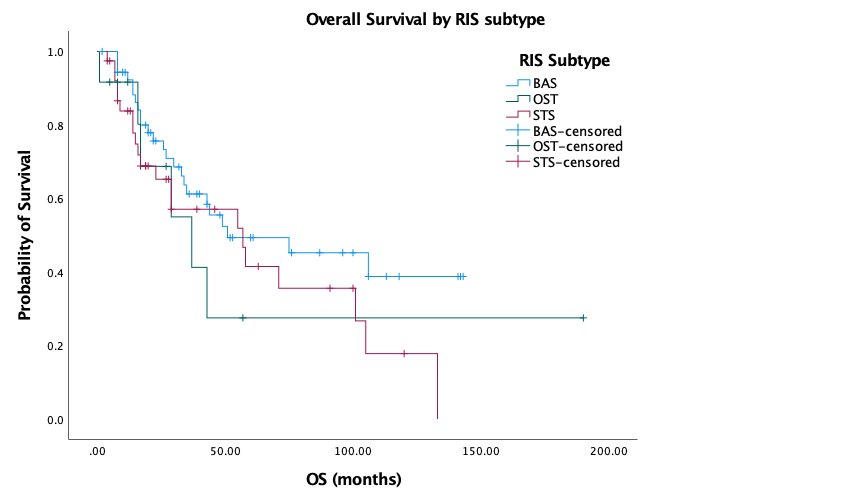 Overall Survival by RIS subtype
RIS Subtype
BAS
OST
STS
BAS-censored
OST-censored
STS-censored
Probability of Survival
1.0
0.8
0.6
0.4
0.2
0.0
.00
50.00
100.00
150.00
200.00
OS (months)